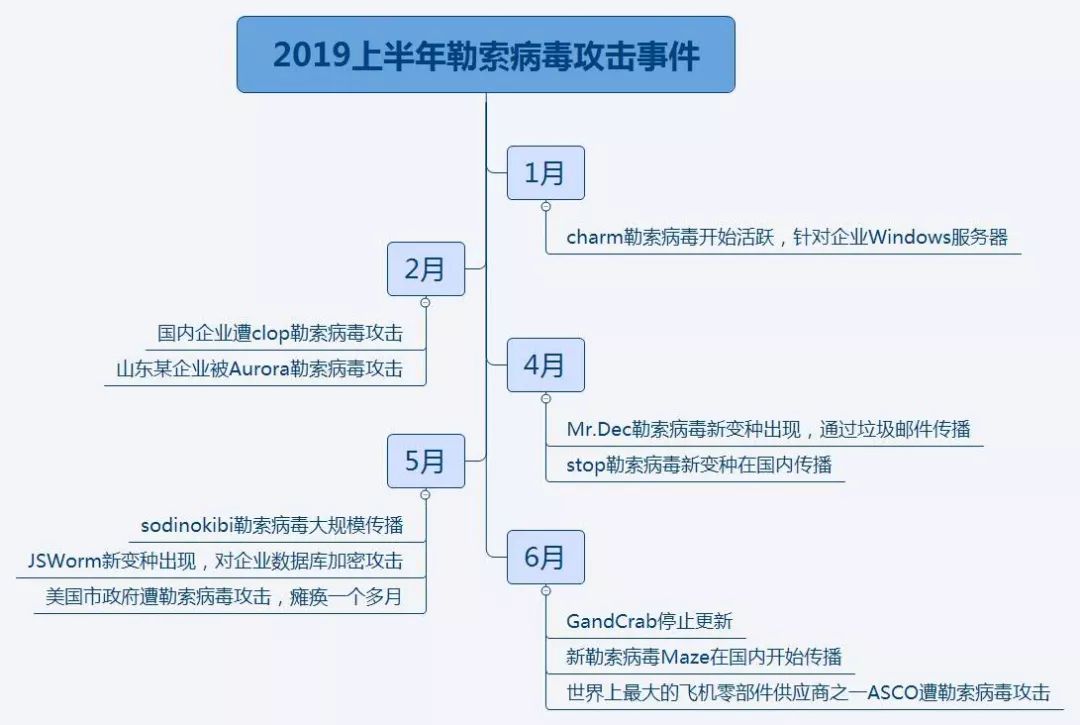 2019上半年勒索病毒攻击事件
1月
charm勒索病毒开始活跃，针对企业Windows服务器
2月
国内企业遭clop勒索病毒攻击
山东某企业被Aurora勒索病毒攻击
4月
Mr.Dec勒索病毒新变种出现，通过垃圾邮件传播
stop勒索病毒新变种在国内传播
5月
sodinokibi勒索病毒大规模传播
JSWorm新变种出现，对企业数据库加密攻击
美国市政府遭勒索病毒攻击，瘫痪一个多月
6月
GandCrab停止更新
新勒索病毒Maze在国内开始传播
世界上最大的飞机零部件供应商之一ASCO遭勒索病毒攻击